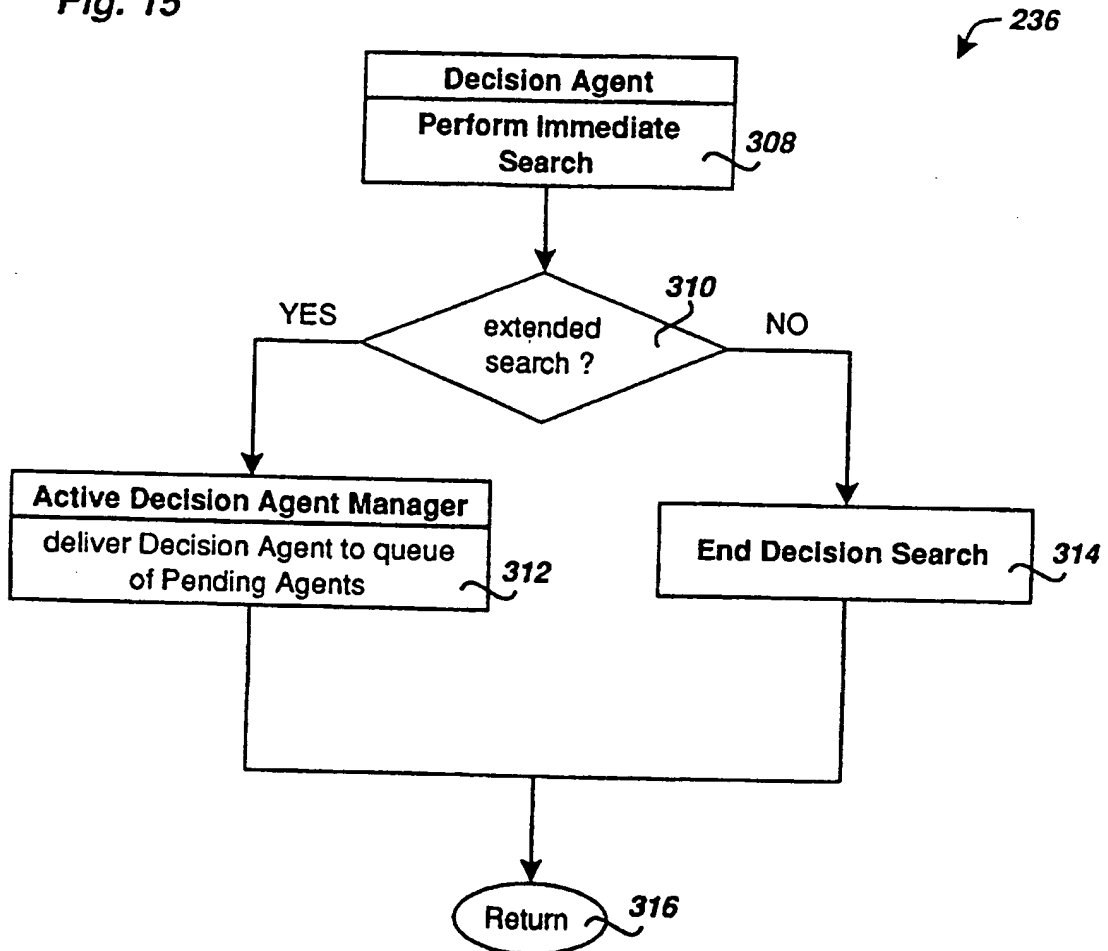 Fig. 15
236
Decision Agent
Perform Immediate
Search
308
310
YES
extended
search ?
NO
Active Decision Agent Manager
deliver Decision Agent to queue
of Pending Agents
312
End Decision Search
314
Return
316